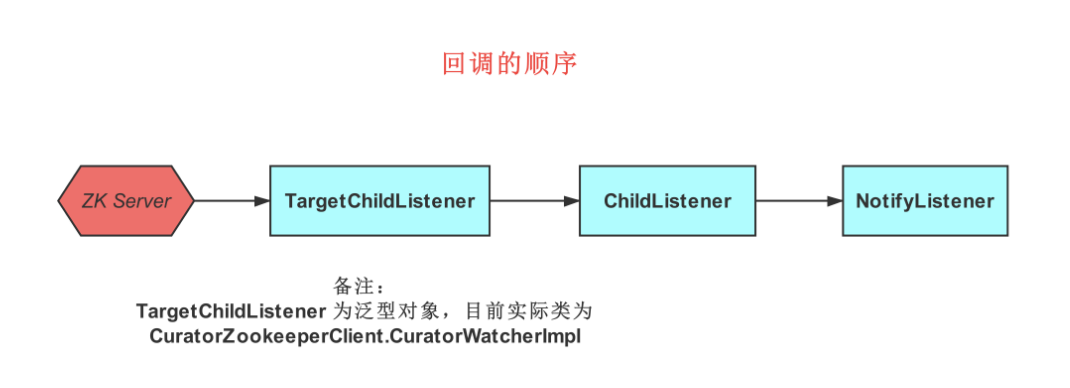 回调的顺序
ZK Server
TargetChildListener
ChildListener
NotifyListener
备注：
TargetChildListener 为泛型对象，目前实际类为
CuratorZookeeperClient.CuratorWatcherImpl